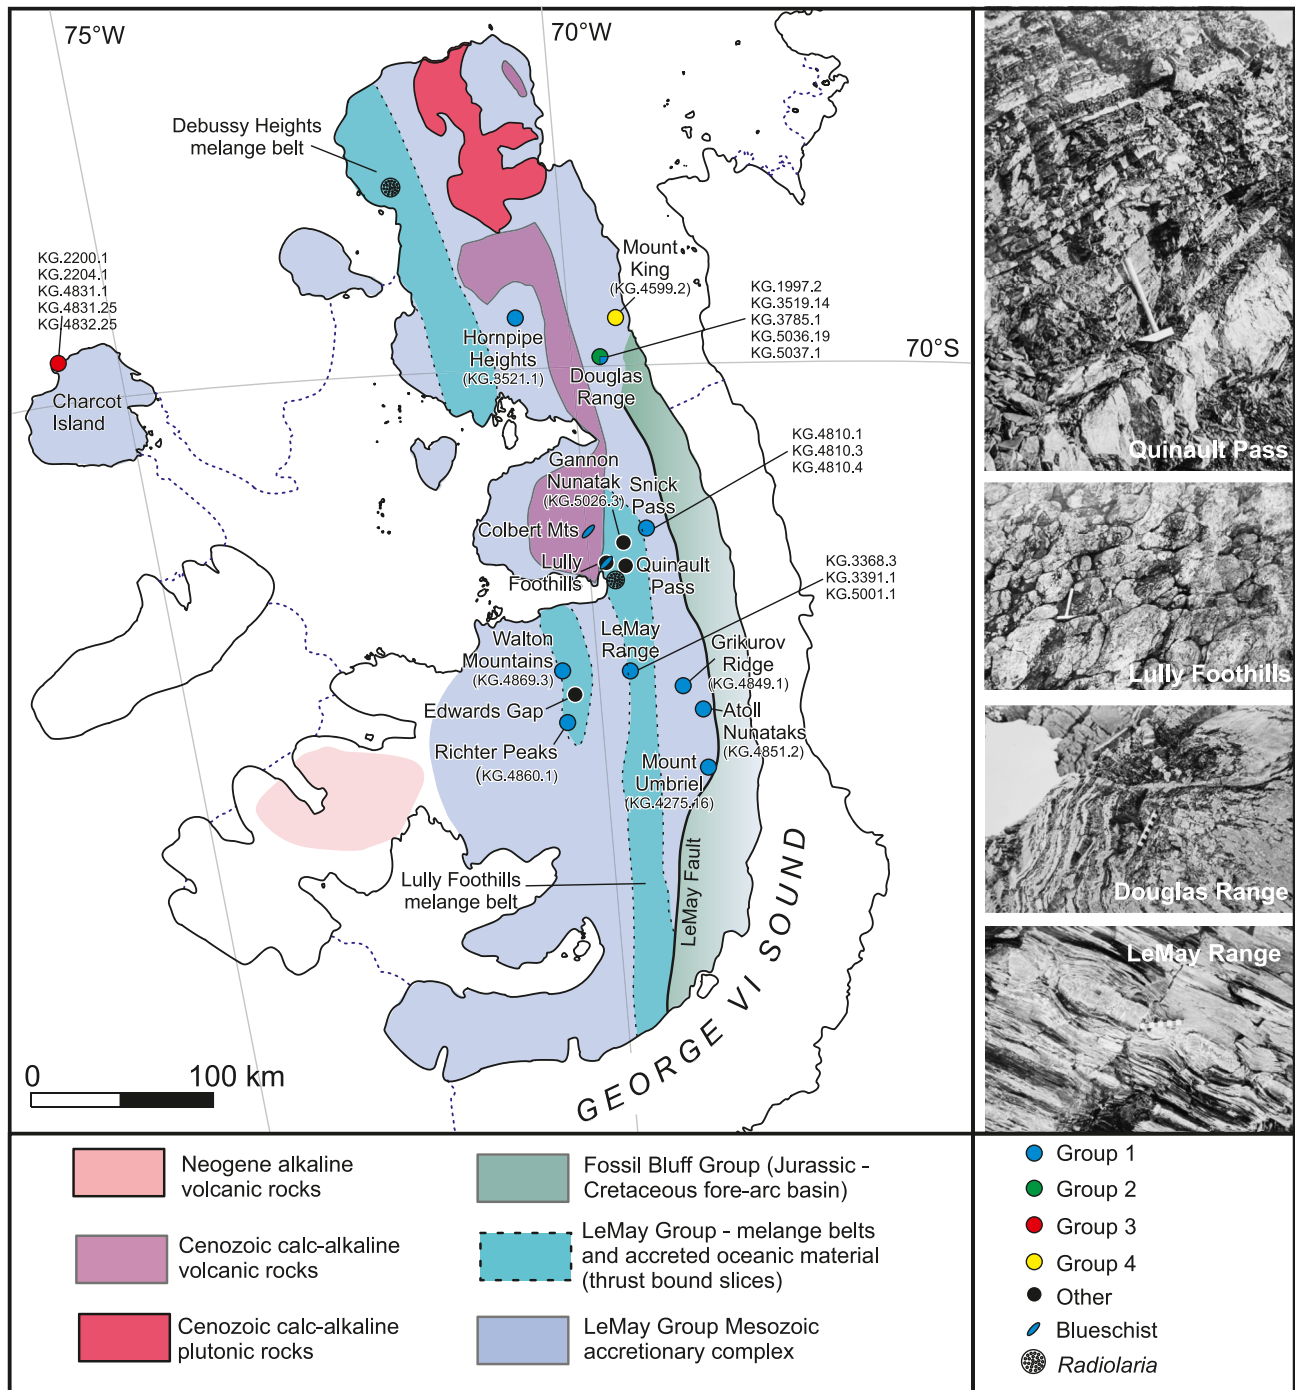 75°W
70°W
Debussy Heights
melange belt
KG.2200.1
KG.2204.1
KG.4831.1
KG.4831.25
KG.4832.25
Mount
King
(KG.4599.2)
KG.1997.2
KG.3519.14
KG.3785.1
KG.5036.19
KG.5037.1
70°S
Hornpipe
Heights
(KG.3521.1)
Douglas
Range
Charcot
Island
KG.4810.1
KG.4810.3
KG.4810.4
Gannon
Nunatak
(KG.5026.3)
Snick
Pass
Colbert Mts
Lully
Foothills
Quinault
Pass
KG.3368.3
KG.3391.1
KG.5001.1
Walton
Mountains
(KG.4869.3)
LeMay
Range
Grikurov
Ridge
(KG.4849.1)
Edwards Gap
Atoll
Nunataks
(KG.4851.2)
Richter Peaks
(KG.4860.1)
Mount
Umbriel
(KG.4275.16)
Lully Foothills
melange belt
LeMay Fault
GEORGE VI SOUND
0 100 km
Quinault Pass
Lully Foothills
Douglas Range
LeMay Range
Neogene alkaline
volcanic rocks
Cenozoic calc-alkaline
volcanic rocks
Cenozoic calc-alkaline
plutonic rocks
Fossil Bluff Group (Jurassic -
Cretaceous fore-arc basin)
LeMay Group - melange belts
and accreted oceanic material
(thrust bound slices)
LeMay Group Mesozoic
accretionary complex
Group 1
Group 2
Group 3
Group 4
Other
Blueschist
Radiolaria